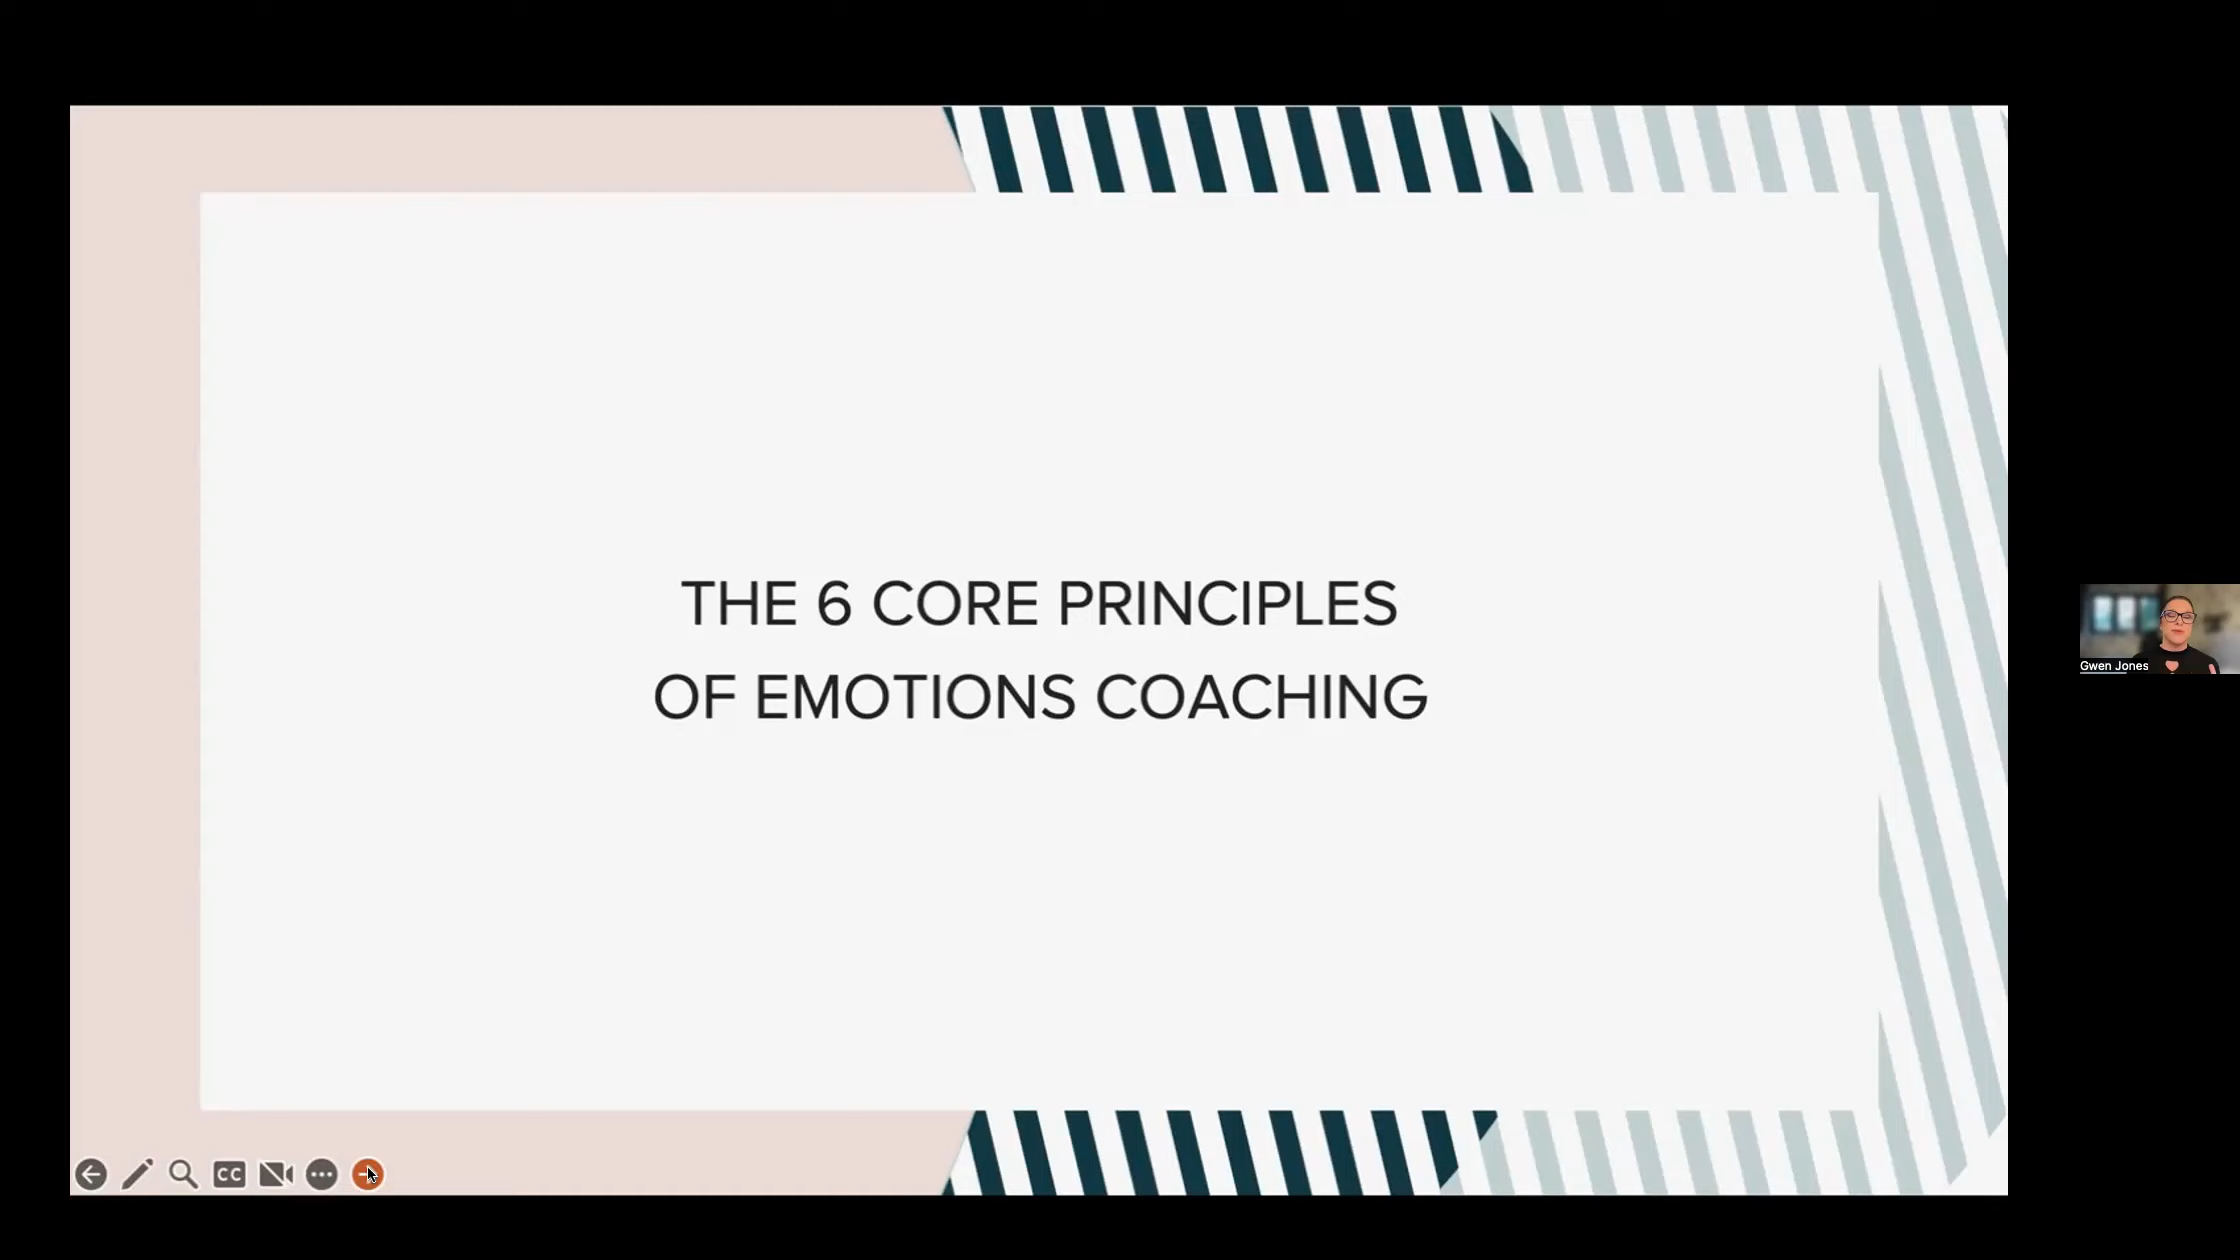 THE 6 CORE PRINCIPLES
OF EMOTIONS COACHING
Gwen Jones
CC